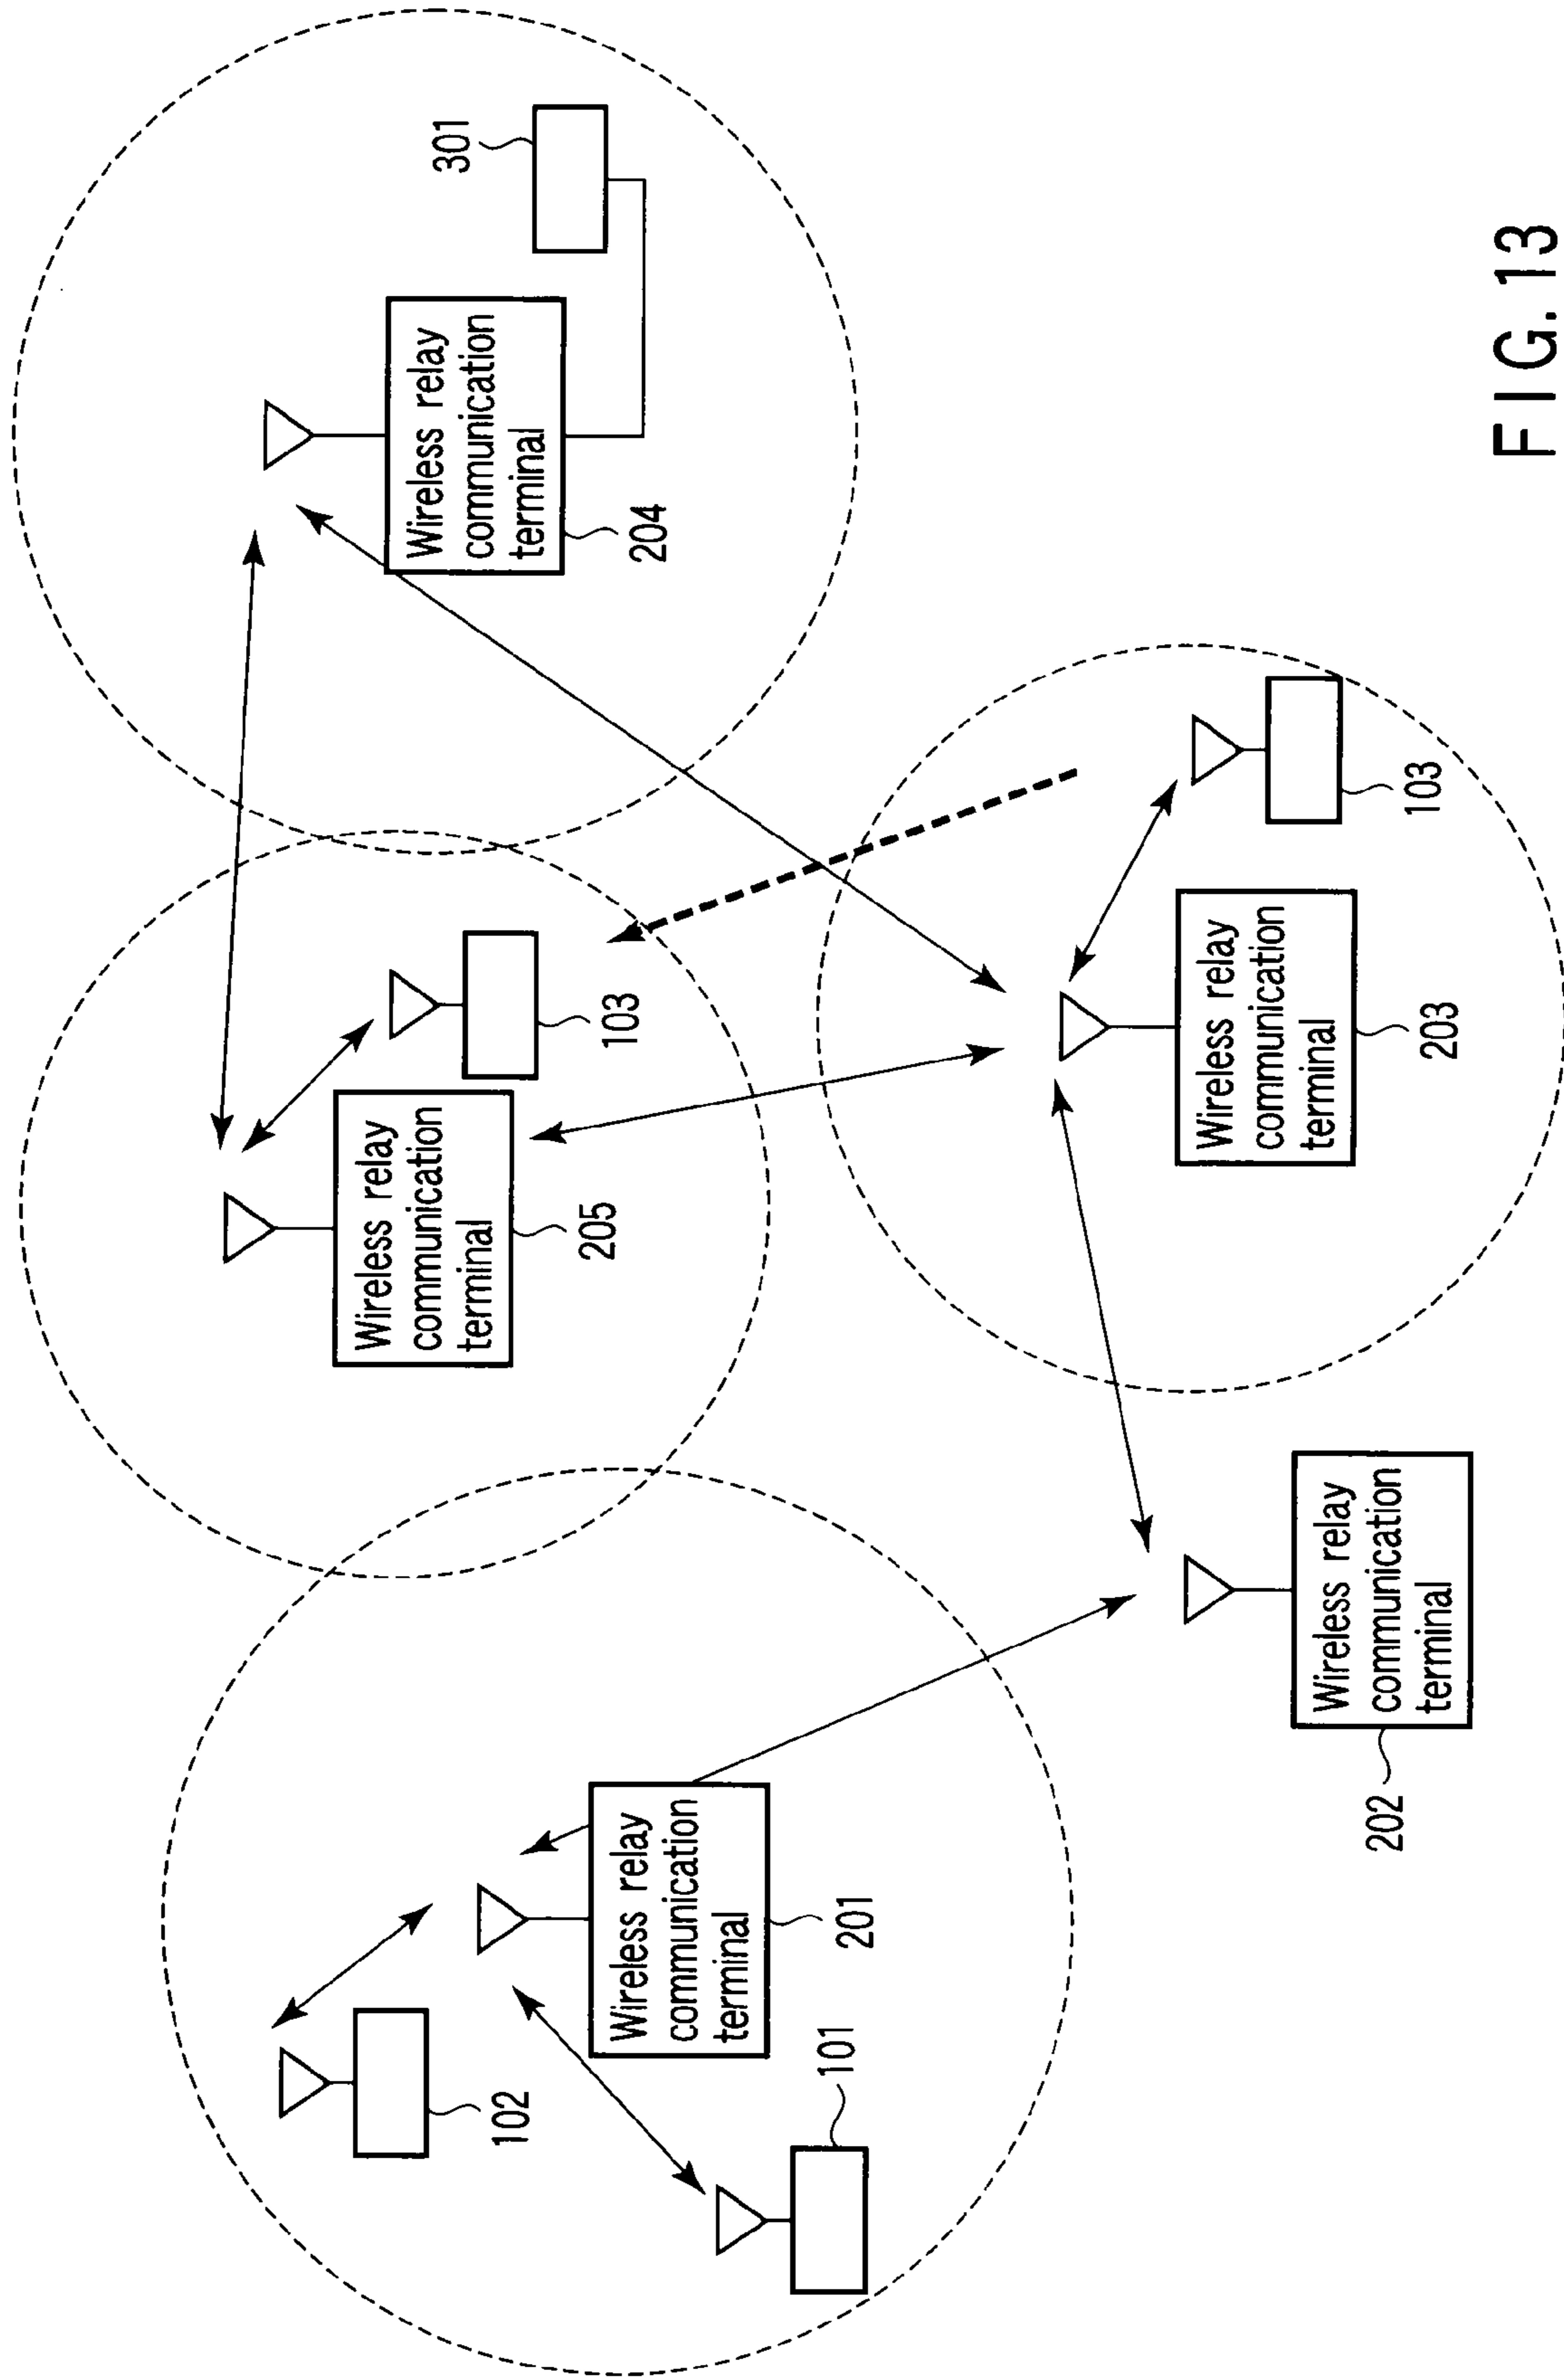 102
101
Wireless relay
communication
terminal
201
Wireless relay
communication
terminal
202
Wireless relay
communication
terminal
205
103
Wireless relay
communication
terminal
203
103
Wireless relay
communication
terminal
204
301
FIG. 13